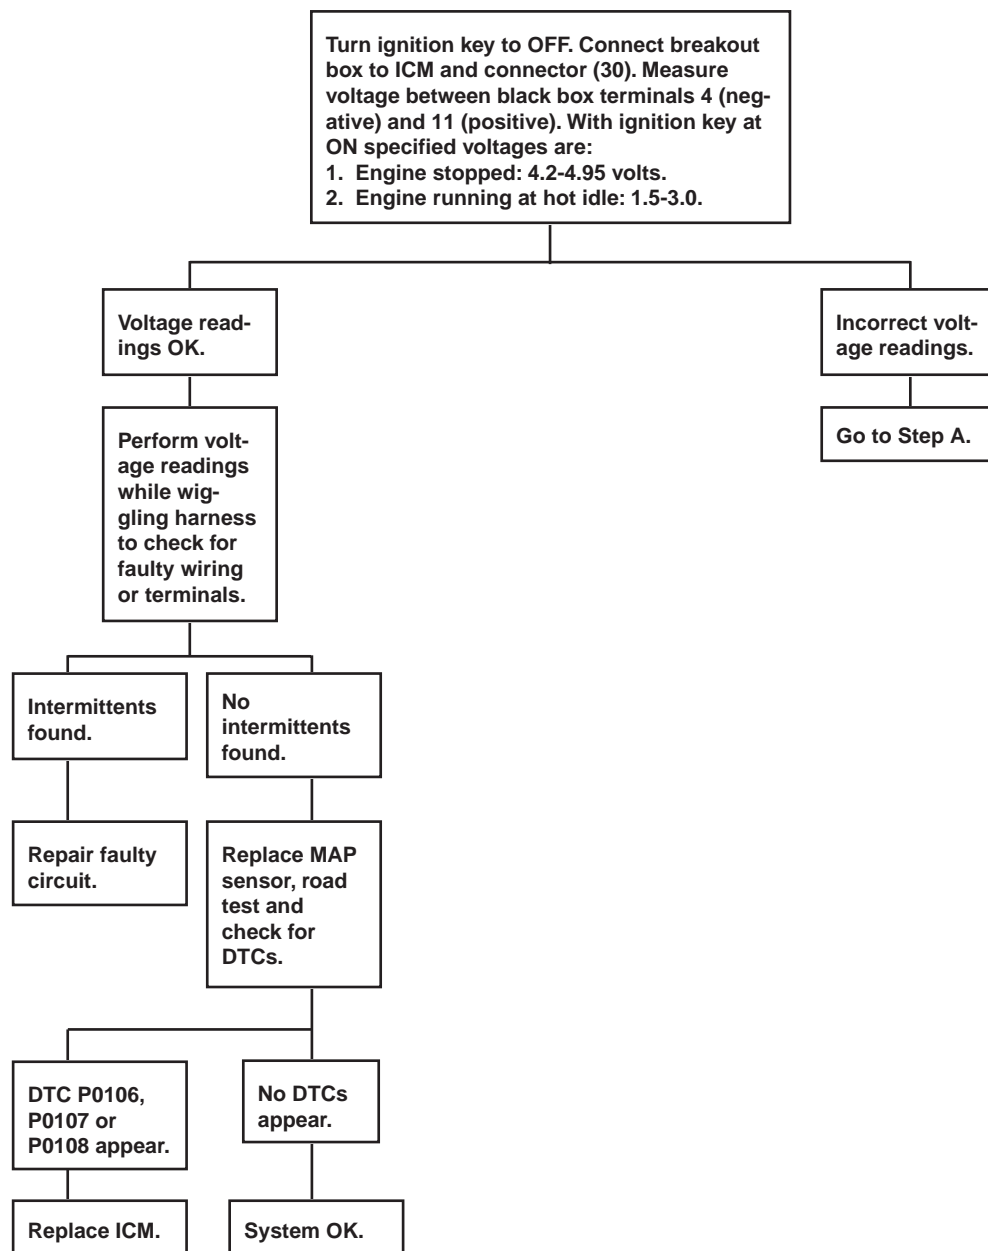 Turn ignition key to OFF. Connect breakout
box to ICM and connector (30). Measure
voltage between black box terminals 4 (neg-
ative) and 11 (positive). With ignition key at
ON specified voltages are:
1. Engine stopped: 4.2-4.95 volts.
2. Engine running at hot idle: 1.5-3.0.
Voltage read-
ings OK.
Incorrect volt-
age readings.
Perform volt-
age readings
while wig-
gling harness
to check for
faulty wiring
or terminals.
Go to Step A.
Intermittents
found.
No
intermittents
found.
Repair faulty
circuit.
Replace MAP
sensor, road
test and
check for
DTCs.
DTC P0106,
P0107 or
P0108 appear.
No DTCs
appear.
Replace ICM.
System OK.